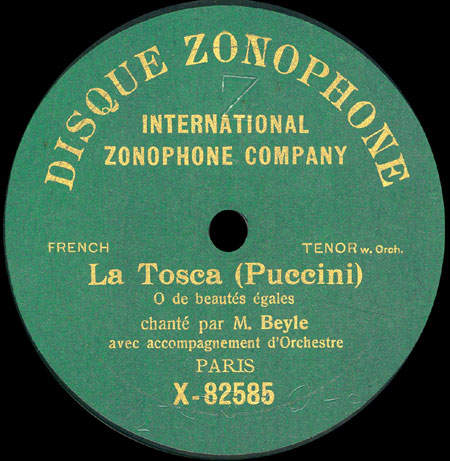 DISQUE ZONOPHONE
INTERNATIONAL
ZONOPHONE COMPANY
FRENCH
TENOR w. Orch.
La Tosca (Puccini)
O de beautés égales
chanté par M. Beyle
avec accompagnement d'Orchestre
PARIS
X-82585